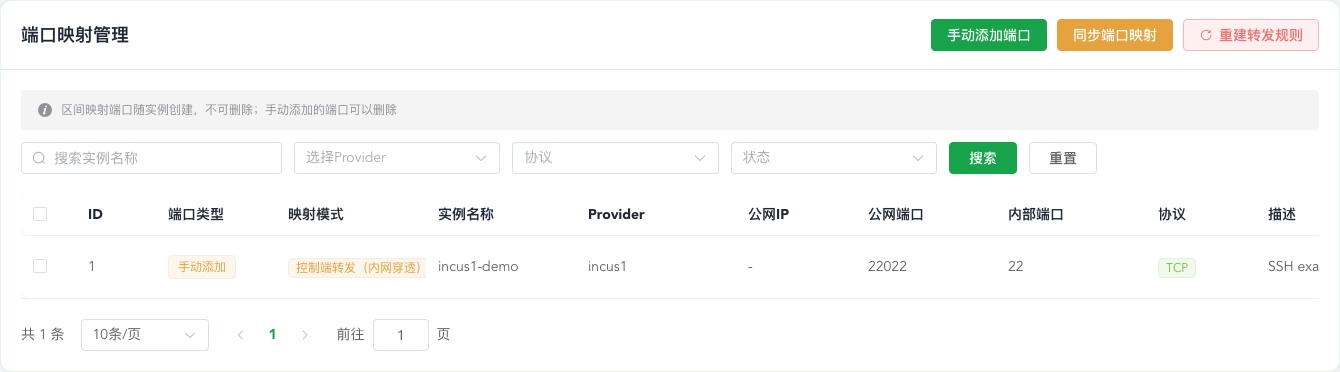 端口映射管理
手动添加端口 同步端口映射 重建转发规则
区间映射端口随实例创建，不可删除；手动添加的端口可以删除
搜索实例名称 选择Provider 协议 状态 搜索 重置
ID 端口类型 映射模式 实例名称 Provider 公网IP 公网端口 内部端口 协议 描述
1 手动添加 控制端转发（内网穿透） incus1-demo incus1 - 22022 22 TCP SSH exa
共 1 条 10条/页 1 前往 1 页